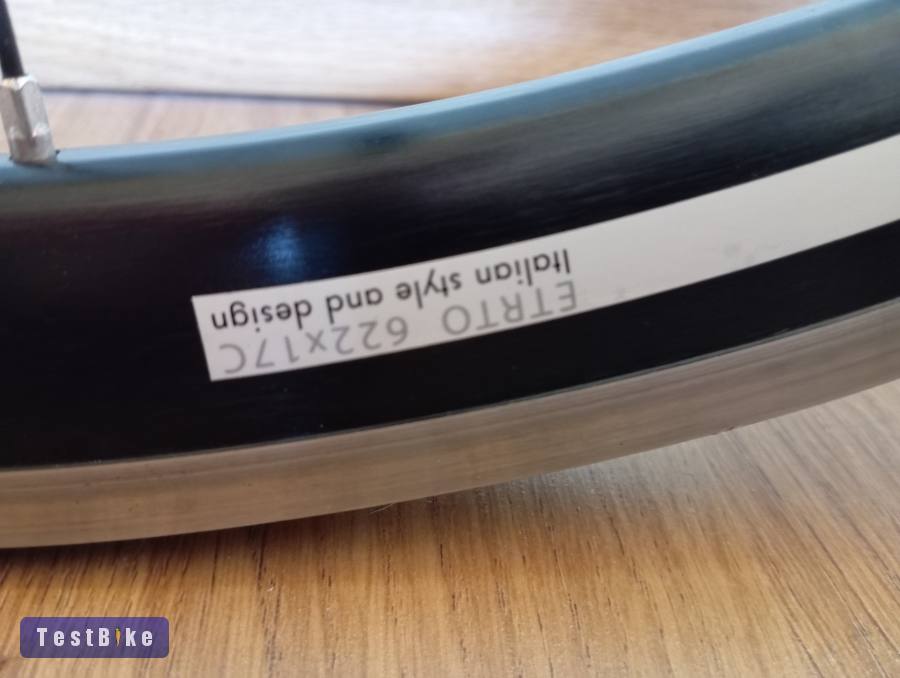 ETRTO 622x17C
Italian style and design
TestBike